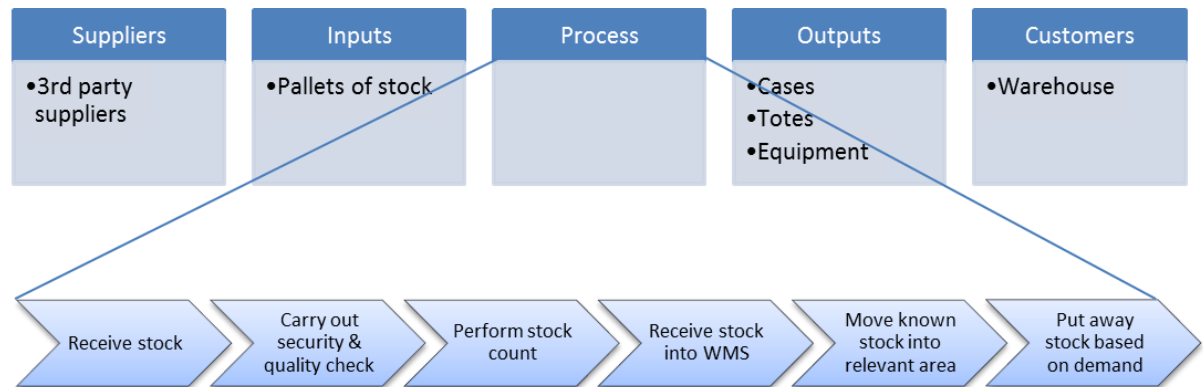 Suppliers
Inputs
Process
Outputs
Customers
•3rd party
suppliers
•Pallets of stock
•Cases
•Totes
•Equipment
•Warehouse
Receive stock
Carry out
security &
quality check
Perform stock
count
Receive stock
into WMS
Move known
stock into
relevant area
Put away
stock based
on demand